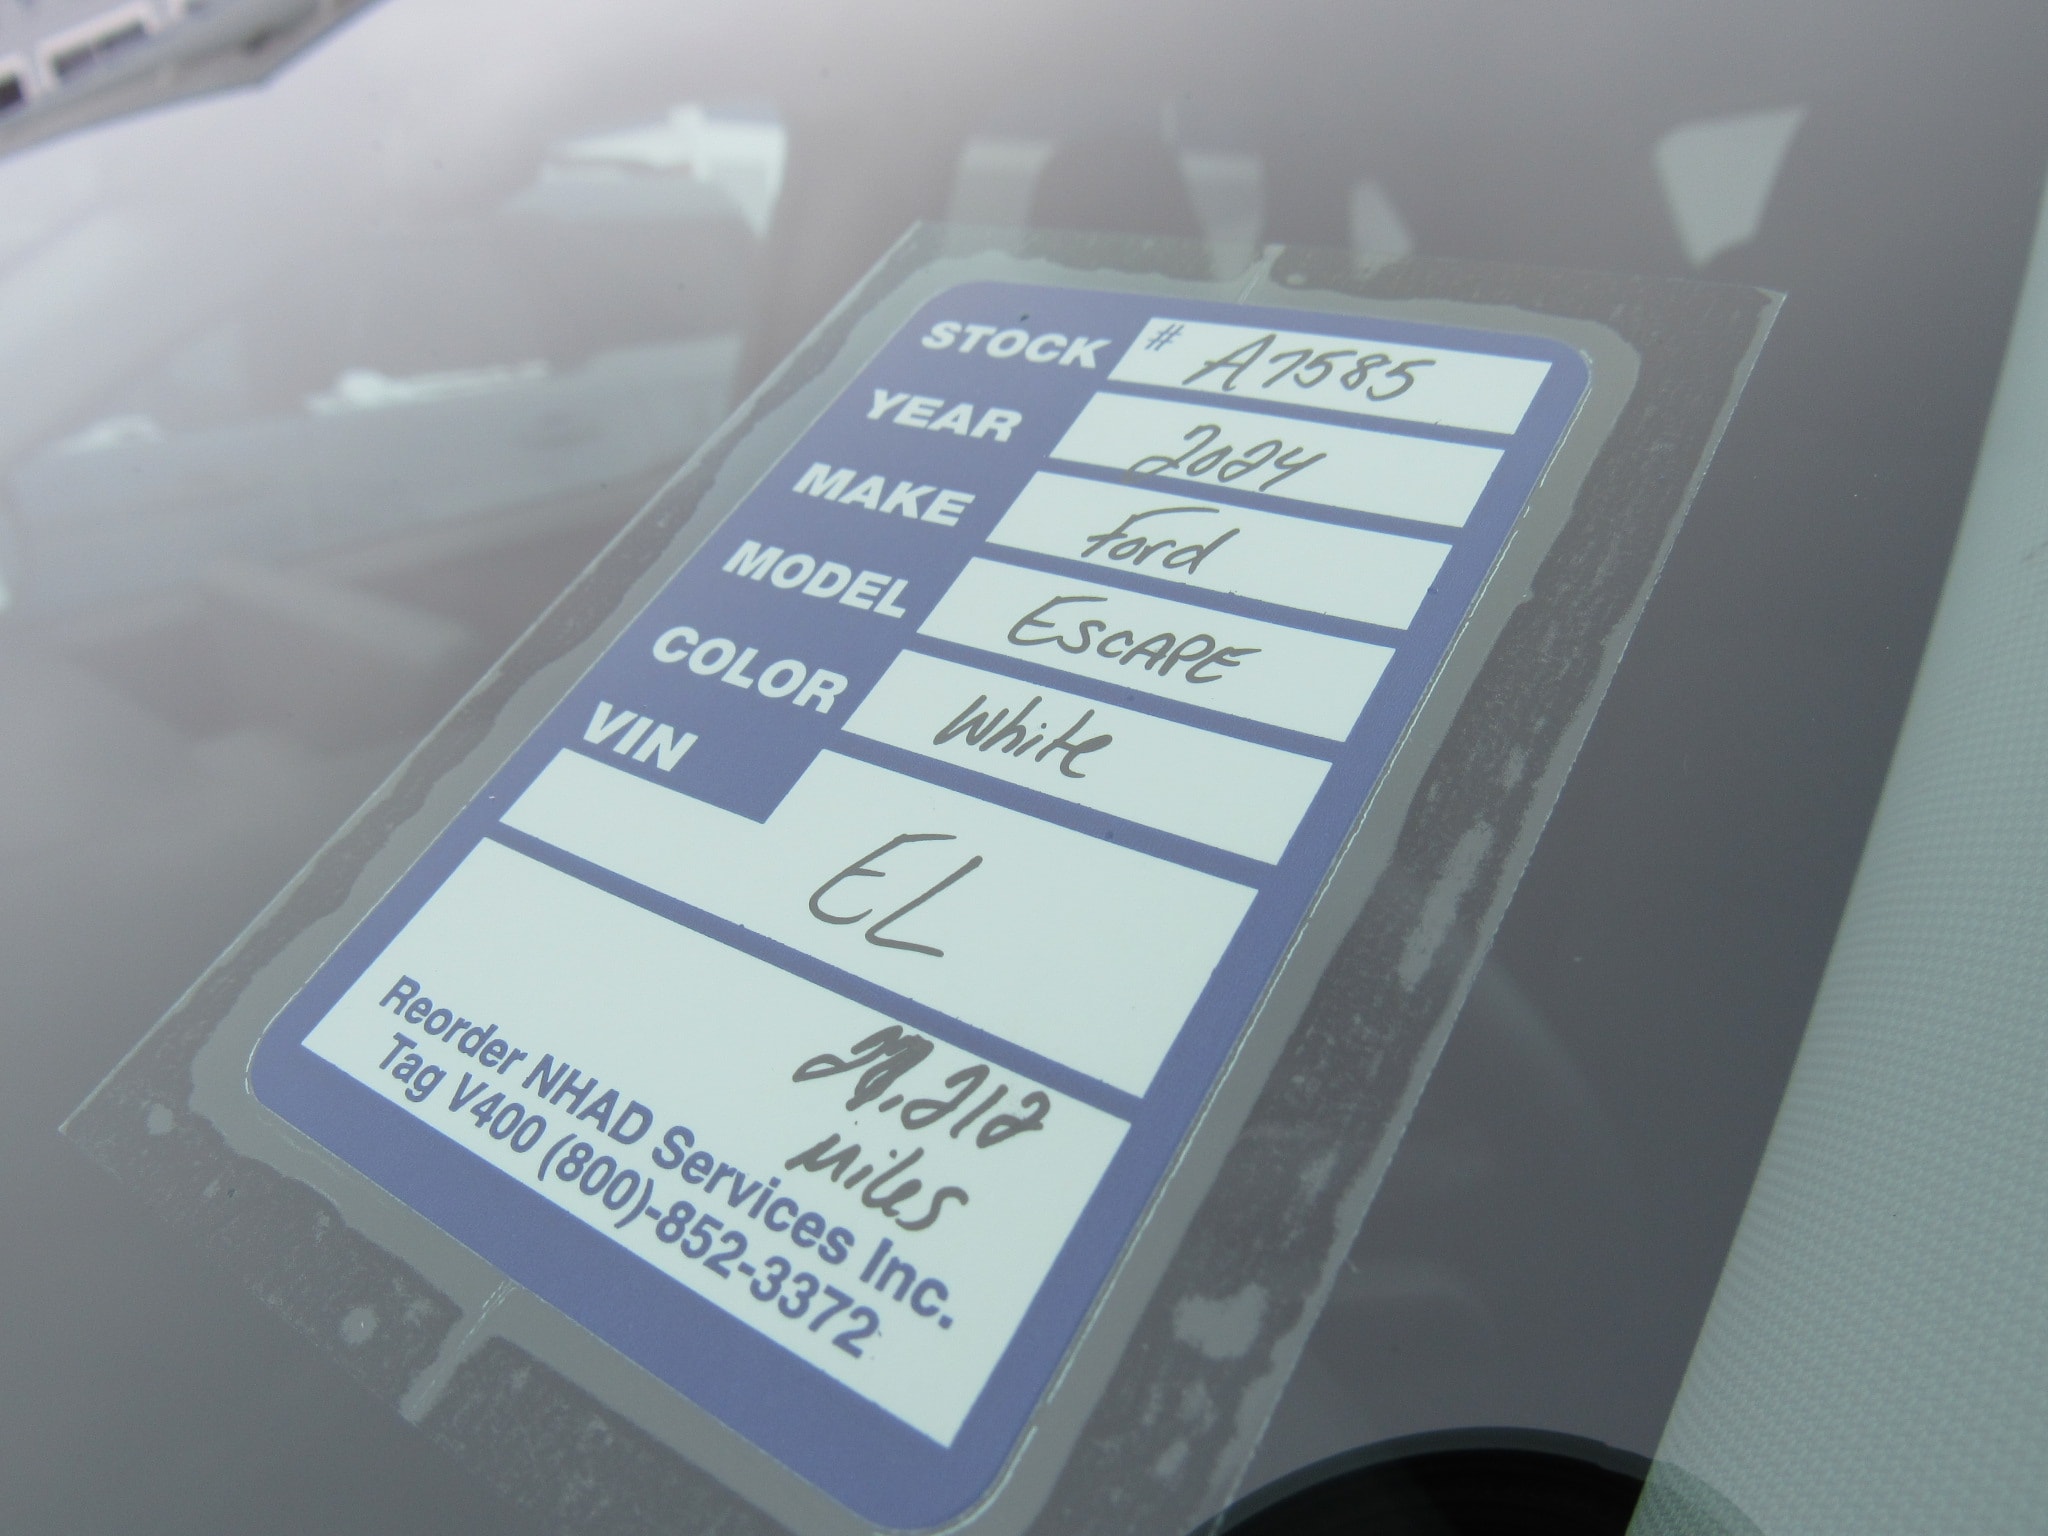 STOCK # A7585
YEAR 2024
MAKE Ford
MODEL ESCAPE
COLOR White
VIN
EL
Miles
Reorder NHAD Services Inc.
Tag V400 (800)-852-3372